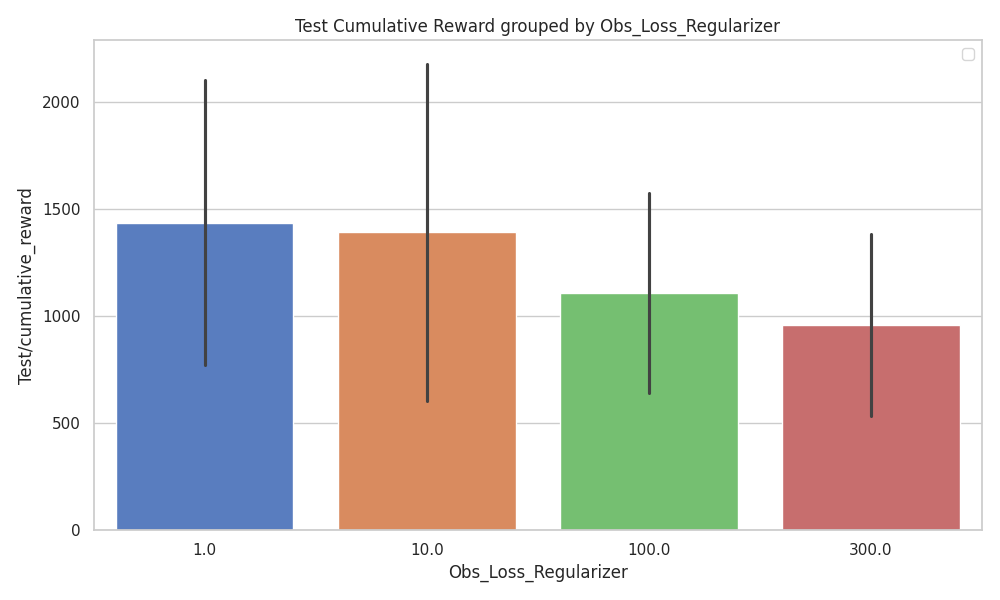 Test Cumulative Reward grouped by Obs_Loss_Regularizer
Test/cumulative_reward
2000
1500
1000
500
0
1.0 10.0 100.0 300.0
Obs_Loss_Regularizer